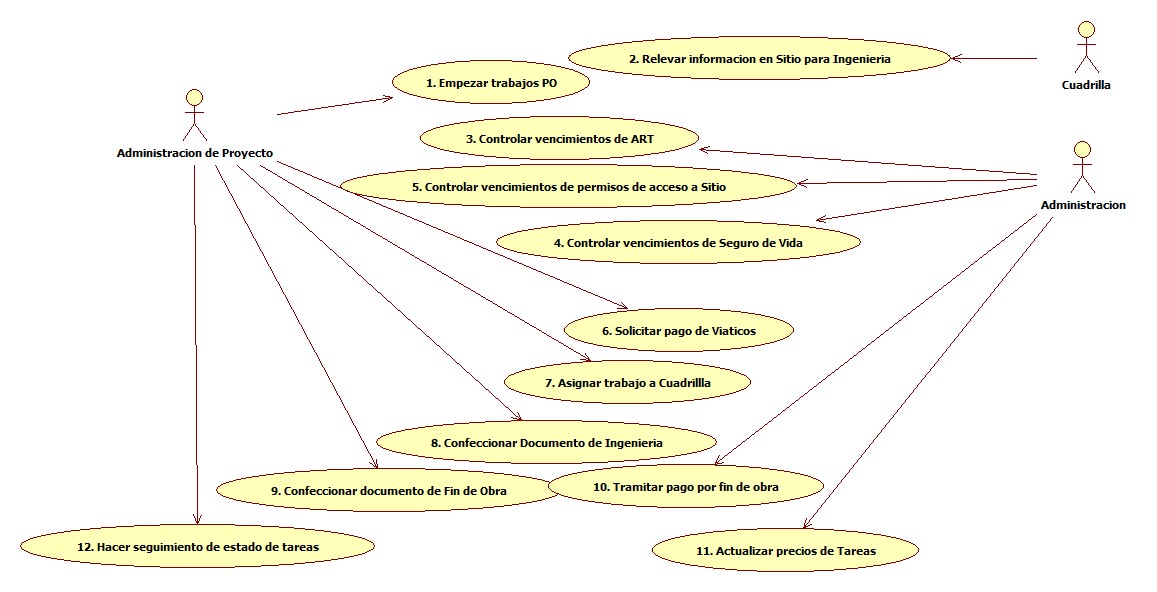 2. Relevar informacion en Sitio para Ingenieria
Cuadrilla
1. Empezar trabajos PO
3. Controlar vencimientos de ART
Administracion de Proyecto
5. Controlar vencimientos de permisos de acceso a Sitio
Administracion
4. Controlar vencimientos de Seguro de Vida
6. Solicitar pago de Viaticos
7. Asignar trabajo a Cuadrillla
8. Confeccionar Documento de Ingenieria
9. Confeccionar documento de Fin de Obra
10. Tramitar pago por fin de obra
12. Hacer seguimiento de estado de tareas
11. Actualizar precios de Tareas